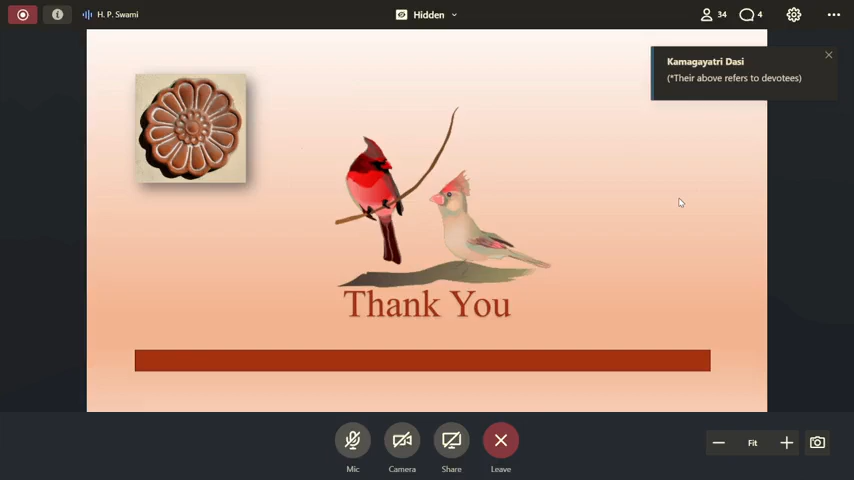 H. P. Swami
Hidden
34
4
Kamagayatri Dasi
(*Their above refers to devotees)
Thank You
Mic
Camera
Share
Leave
Fit